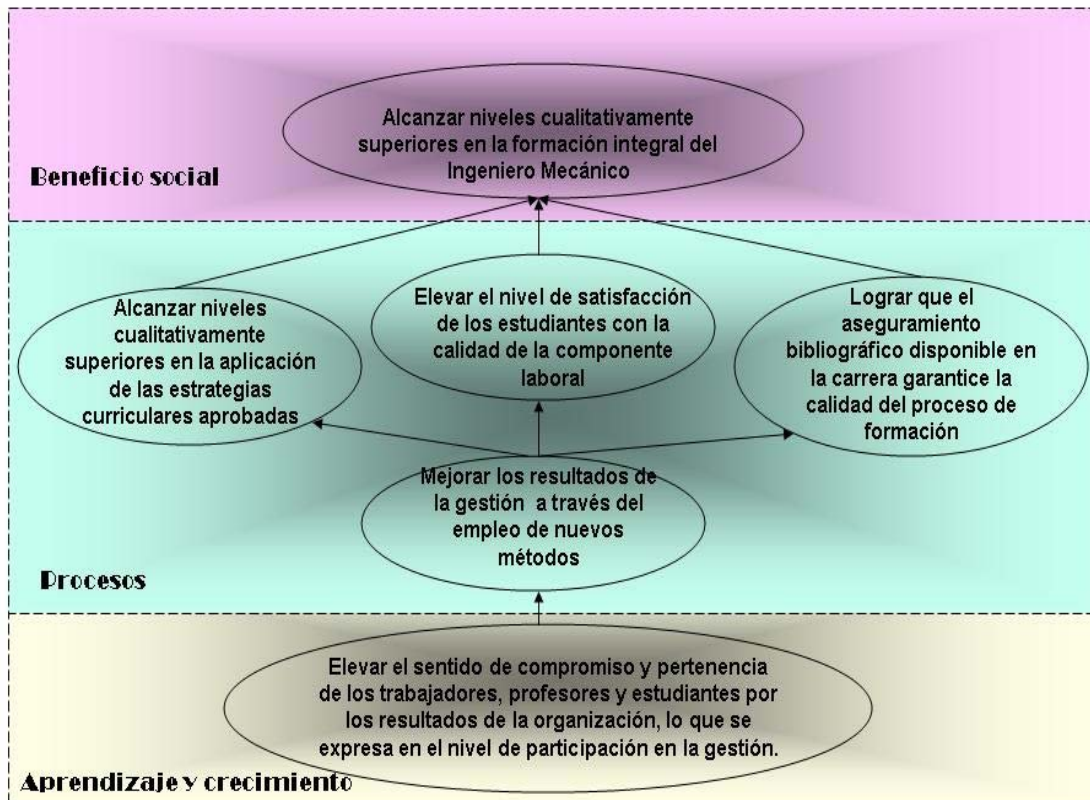 Alcanzar niveles cualitativamente
superiores en la formación integral del
Ingeniero Mecánico
Beneficio social
Alcanzar niveles
cualitativamente
superiores en la aplicación
de las estrategias
curriculares aprobadas
Elevar el nivel de satisfacción
de los estudiantes con la
calidad de la componente
laboral
Lograr que el
aseguramiento
bibliográfico disponible en
la carrera garantice la
calidad del proceso de
formación
Mejorar los resultados de
la gestión a través del
empleo de nuevos
métodos
Procesos
Elevar el sentido de compromiso y pertenencia
de los trabajadores, profesores y estudiantes por
los resultados de la organización, lo que se
expresa en el nivel de participación en la gestión.
Aprendizaje y crecimiento